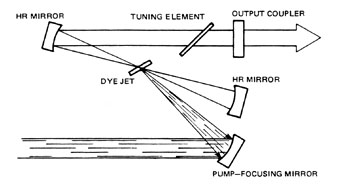 HR MIRROR
TUNING ELEMENT
OUTPUT COUPLER
DYE JET
HR MIRROR
PUMP-FOCUSING MIRROR